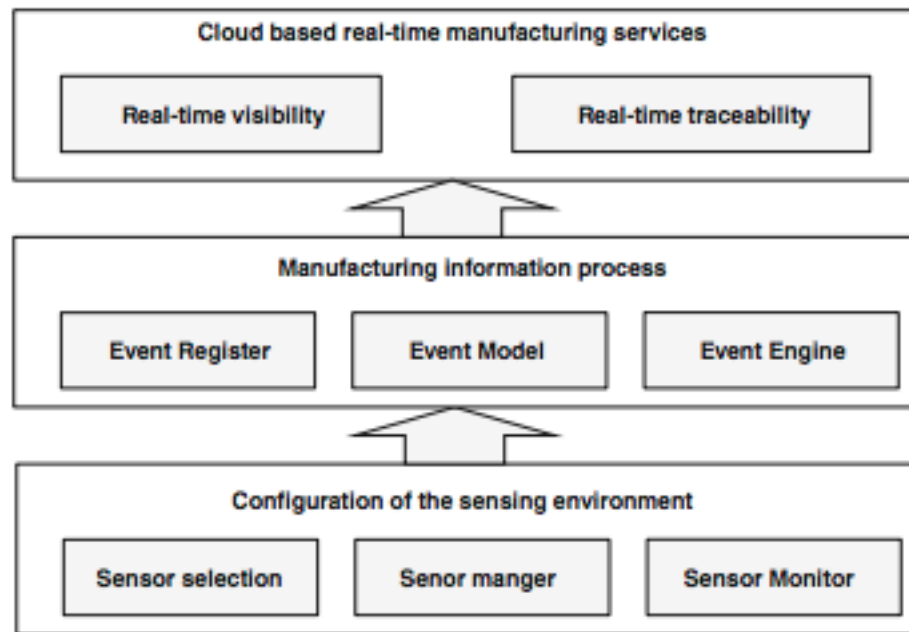 Cloud based real-time manufacturing services
Real-time visibility
Real-time traceability
Manufacturing information process
Event Register
Event Model
Event Engine
Configuration of the sensing environment
Sensor selection
Senor manger
Sensor Monitor